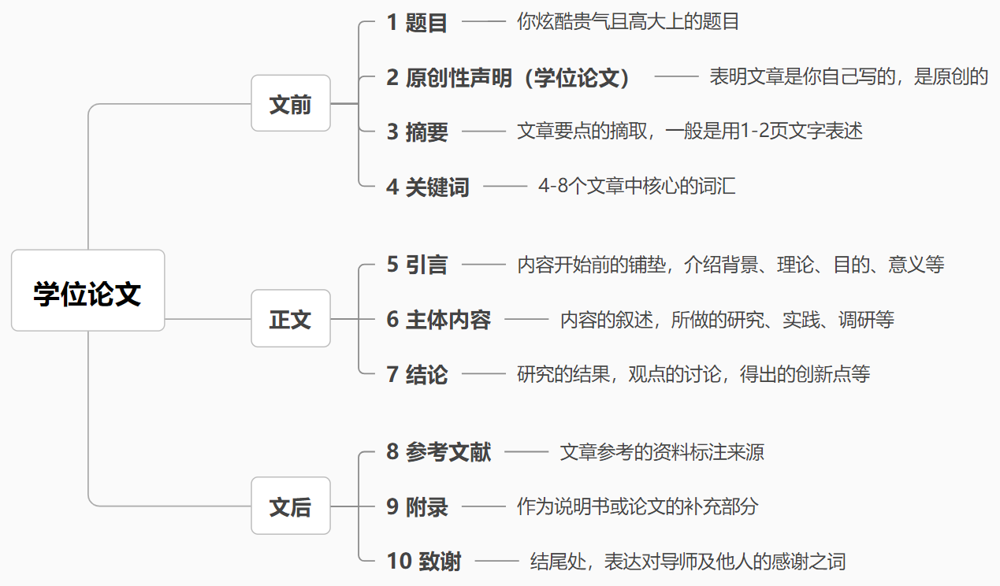 学位论文
文前
1 题目
你炫酷贵气且高大上的题目
2 原创性声明（学位论文）
表明文章是你自己写的，是原创的
3 摘要
文章要点的摘取，一般是用1-2页文字表述
4 关键词
4-8个文章中核心的词汇
正文
5 引言
内容开始前的铺垫，介绍背景、理论、目的、意义等
6 主体内容
内容的叙述，所做的研究、实践、调研等
7 结论
研究的结果，观点的讨论，得出的创新点等
文后
8 参考文献
文章参考的资料标注来源
9 附录
作为说明书或论文的补充部分
10 致谢
结尾处，表达对导师及他人的感谢之词